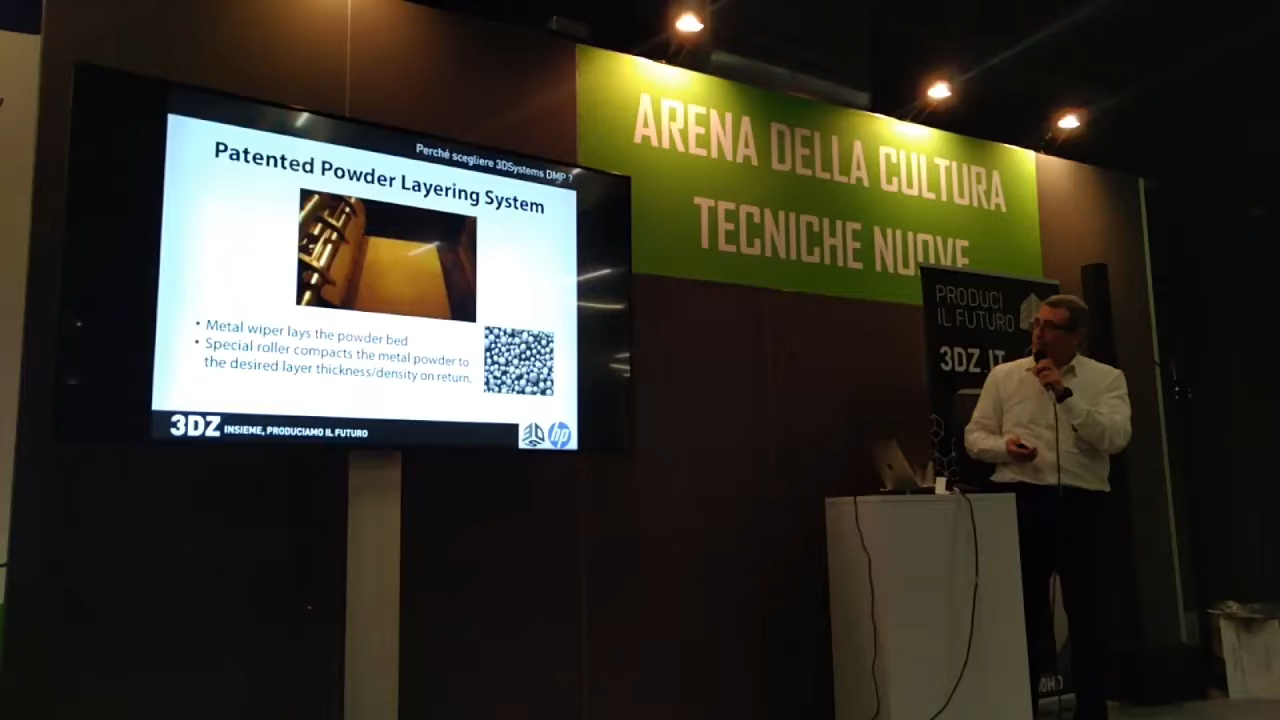 Perché scegliere 3DSystems DMP ?
Patented Powder Layering System
• Metal wiper lays the powder bed
• Special roller compacts the metal powder to
the desired layer thickness/density on return.
3DZ INSIEME, PRODUCIAMO IL FUTURO
hp
ARENA DELLA CULTURA
TECNICHE NUOVE
PRODUCI
IL FUTURO
3DZ.IT